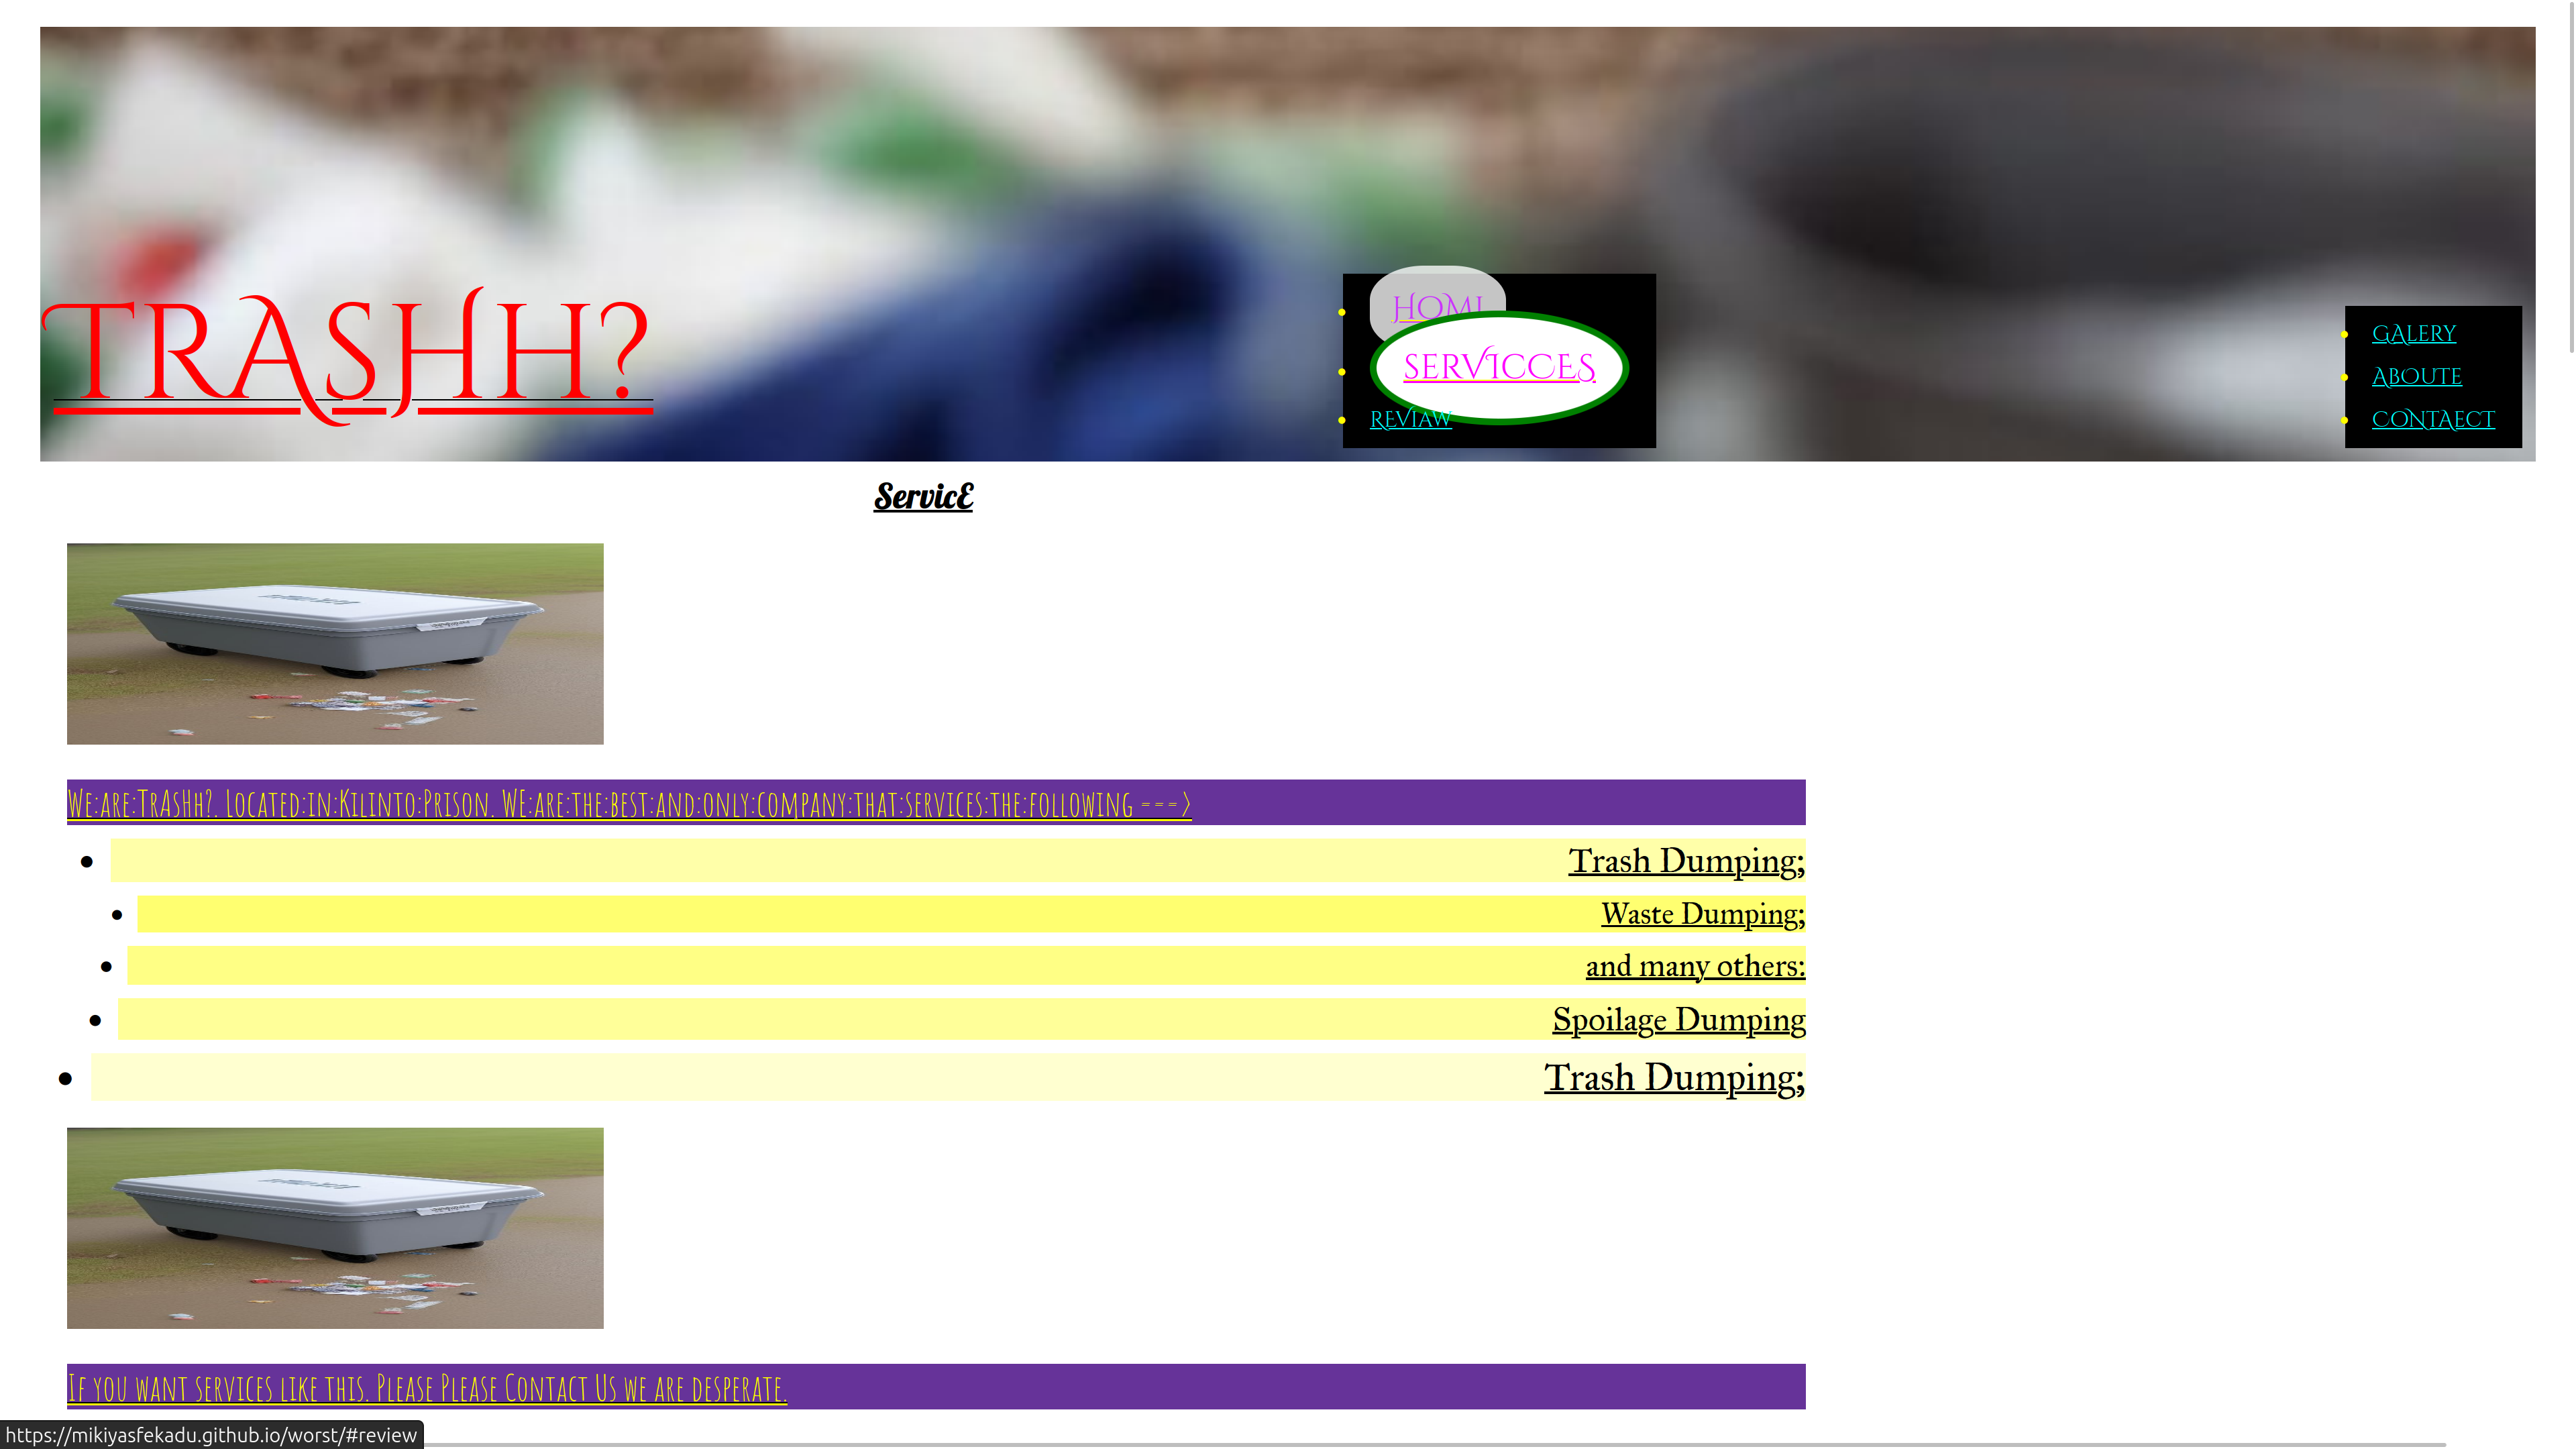 TRASHH?
HOM
SERVICCES
REVIAW
GALERY
ABOUTE
CONTAECT
ServicE
We:are:TrAsHh?. Located:in:Kilinto:Prison. WE:are:the:best:and:only:company:that:services:the:following ===>
Trash Dumping;
Waste Dumping;
and many others:
Spoilage Dumping
Trash Dumping;
If you want services like this. Please Please Contact Us we are desperate.
https://mikiyasfekadu.github.io/worst/#review